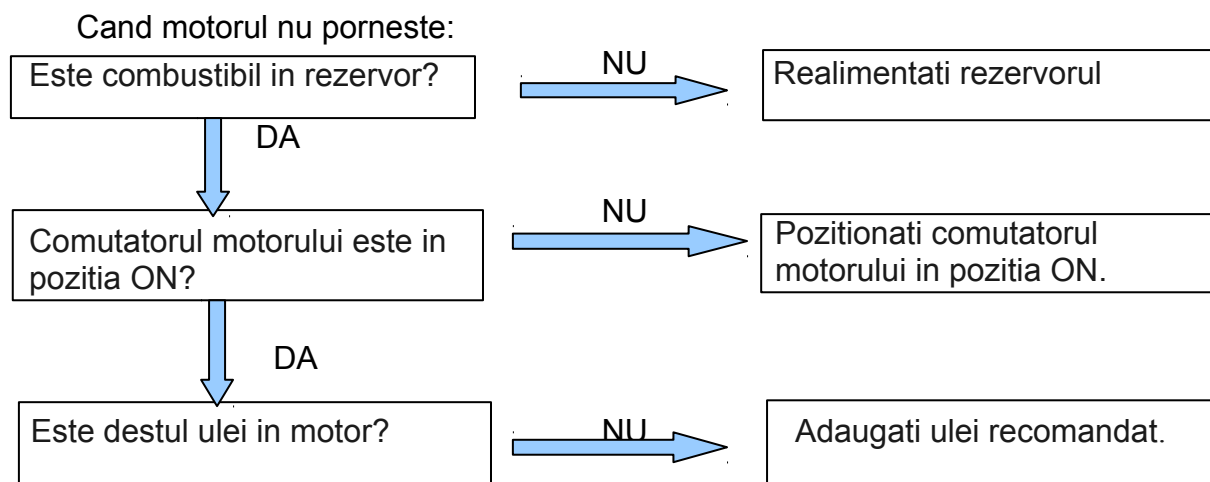 Cand motorul nu porneste:
Este combustibil in rezervor?
NU
Realimentati rezervorul
DA
Comutatorul motorului este in
pozitia ON?
NU
Pozitionati comutatorul
motorului in pozitia ON.
DA
Este destul ulei in motor?
NU
Adaugati ulei recomandat.